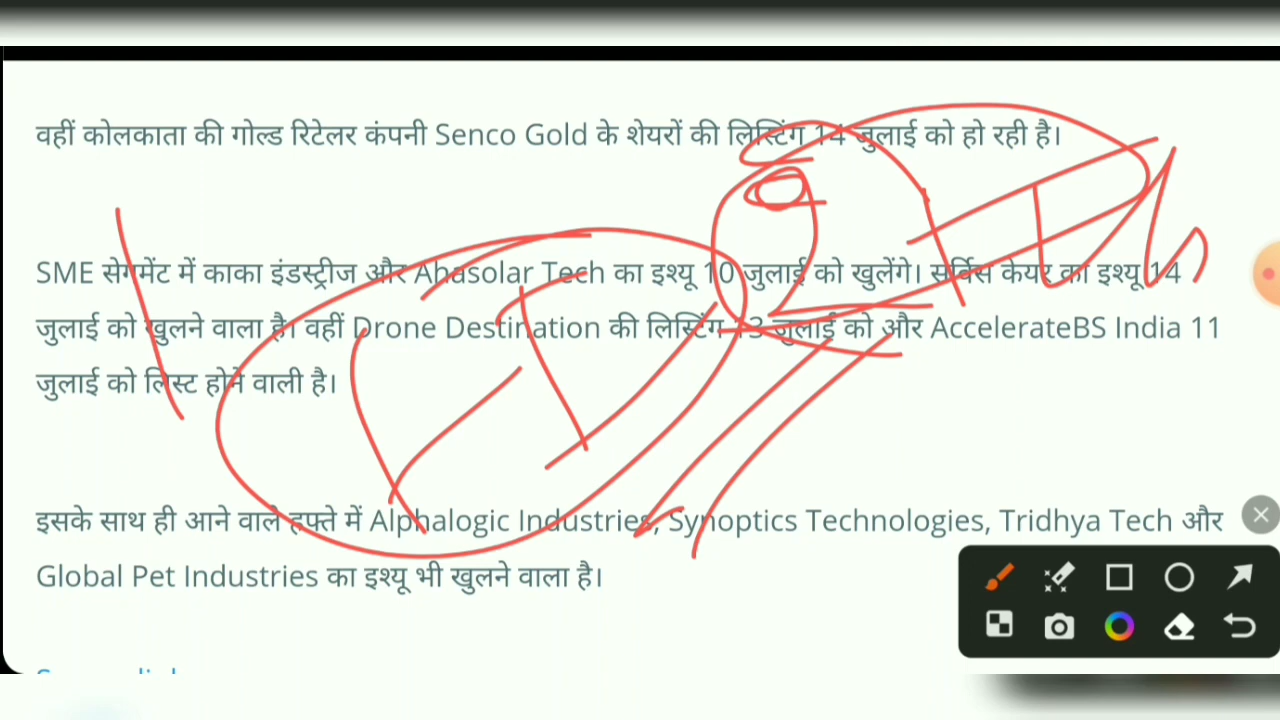 वहीं कोलकाता की गोल्ड रिटेलर कंपनी Senco Gold के शेयरों की लिस्टिंग 14 जुलाई को हो रही है।
SME सेगमेंट में काका इंडस्ट्रीज और Ahasolar Tech का इश्यू 10 जुलाई को खुलेंगे। सर्विस केयर का इश्यू 14
जुलाई को खुलने वाला है। वहीं Drone Destination की लिस्टिंग 13 जुलाई को और AccelerateBS India 11
जुलाई को लिस्ट होने वाली है।
इसके साथ ही आने वाले हफ्ते में Alphalogic Industries, Synoptics Technologies, Tridhya Tech और
Global Pet Industries का इश्यू भी खुलने वाला है।